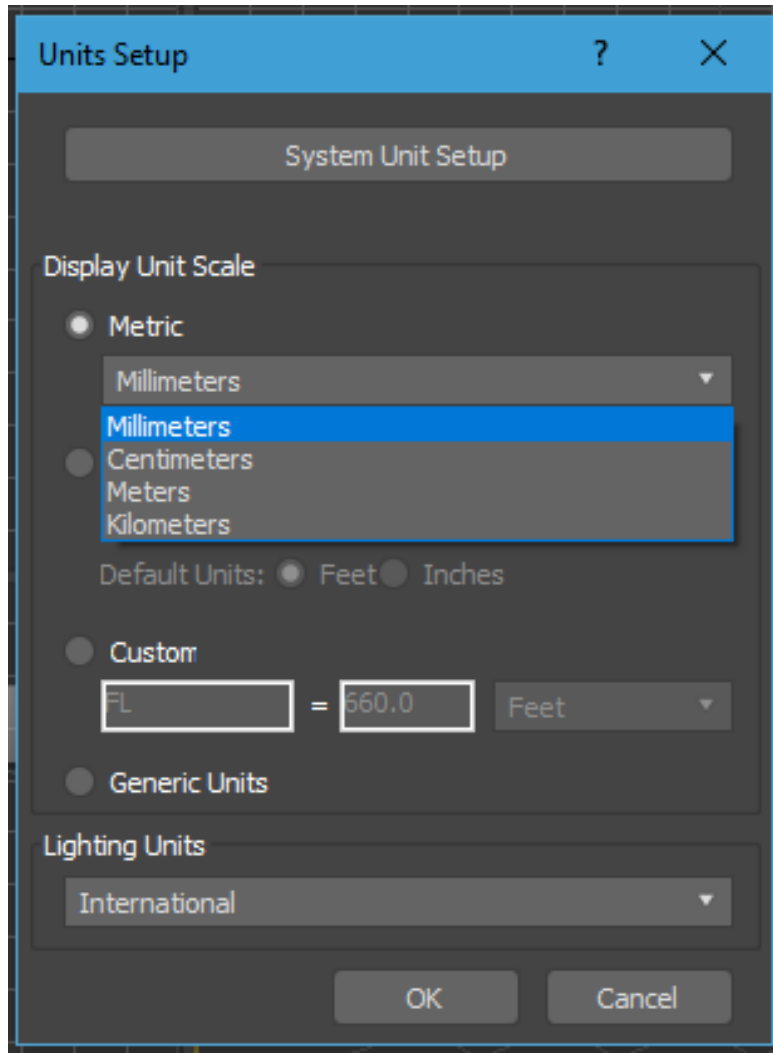 Units Setup ? X
System Unit Setup
Display Unit Scale
Metric
Millimeters
Millimeters
Centimeters
Meters
Kilometers
Default Units: Feet Inches
Custom
FL = 660.0 Feet
Generic Units
Lighting Units
International
OK Cancel